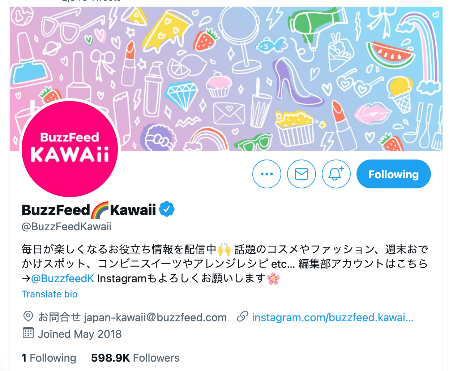 BuzzFeed
KAWAii
Following
BuzzFeed🌈Kawaii
@BuzzFeedKawaii
毎日が楽しくなるお役立ち情報を配信中🙌 話題のコスメやファッション、週末おで
かけスポット、コンビニスイーツやアレンジレシピ etc... 編集部アカウントはこちら
→@BuzzfeedK Instagramもよろしくお願いします🌸
Translate bio
お問合せ japan-kawaii@buzzfeed.com instagram.com/buzzfeed.kawai...
Joined May 2018
1 Following 598.9K Followers